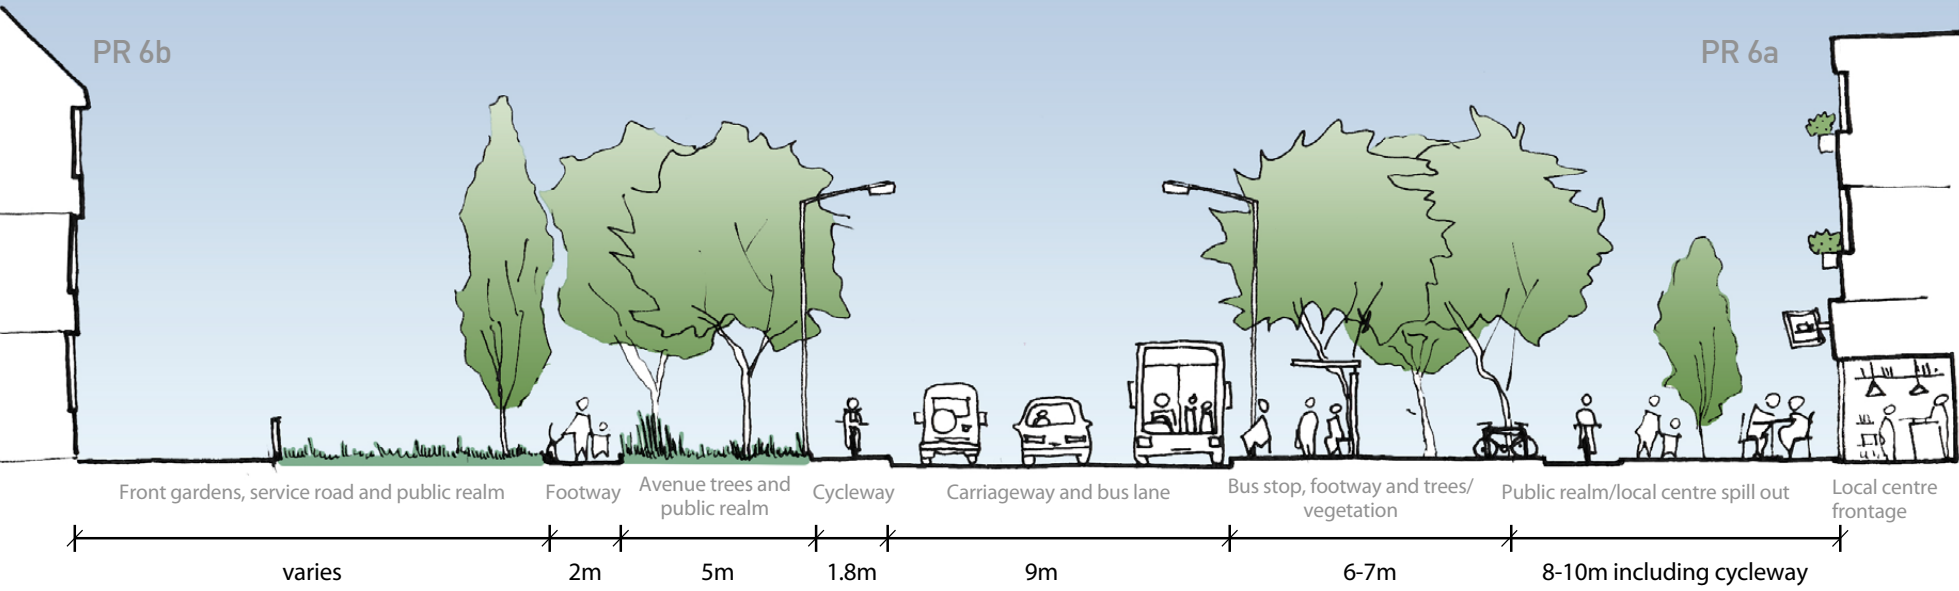 PR 6b
PR 6a
Front gardens, service road and public realm
Footway
Avenue trees and
public realm
Cycleway
Carriageway and bus lane
Bus stop, footway and trees/
vegetation
Public realm/local centre spill out
Local centre
frontage
varies
2m
5m
1.8m
9m
6-7m
8-10m including cycleway